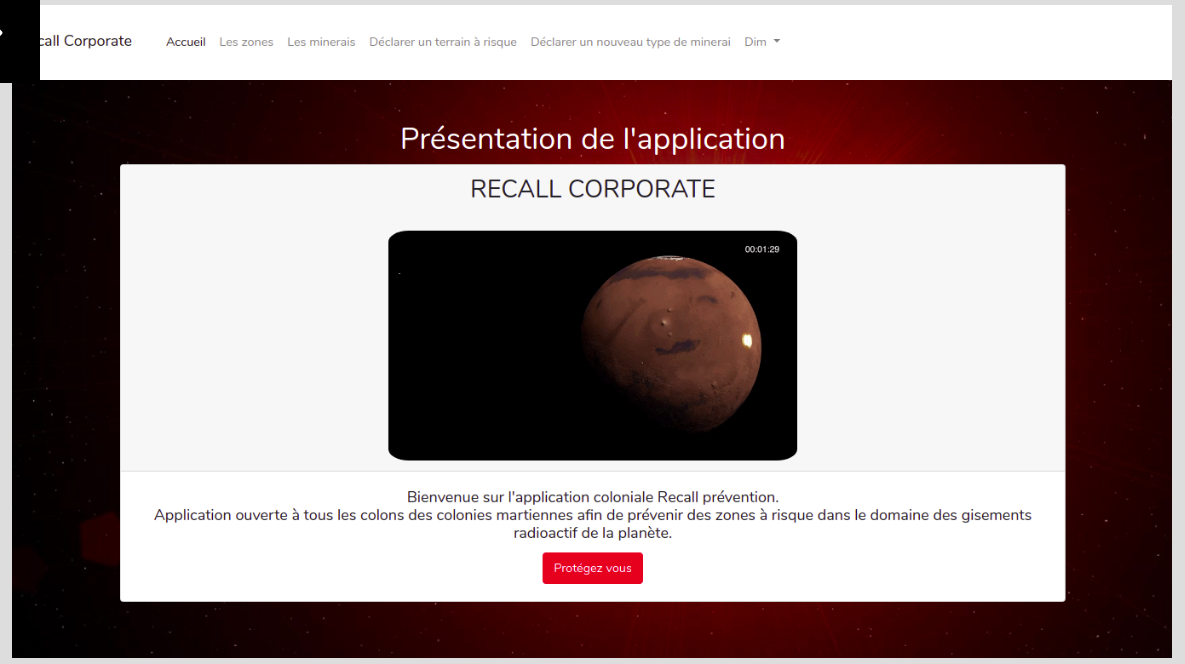 call Corporate Accueil Les zones Les minerais Déclarer un terrain à risque Déclarer un nouveau type de minerai Dim
Présentation de l'application
RECALL CORPORATE
00:01:29
Bienvenue sur l'application coloniale Recall prévention.
Application ouverte à tous les colons des colonies martiennes afin de prévenir des zones à risque dans le domaine des gisements
radioactif de la planète.
Protégez vous